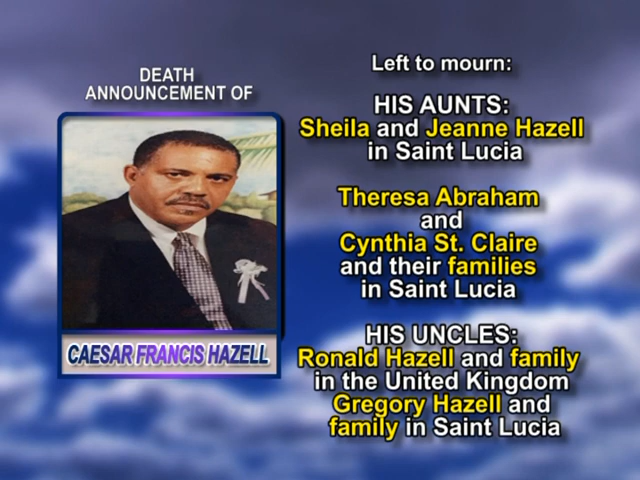 DEATH
ANNOUNCEMENT OF
CAESAR FRANCIS HAZELL
Left to mourn:
HIS AUNTS:
Sheila and Jeanne Hazell
in Saint Lucia
Theresa Abraham
and
Cynthia St. Claire
and their families
in Saint Lucia
HIS UNCLES:
Ronald Hazell and family
in the United Kingdom
Gregory Hazell and
family in Saint Lucia